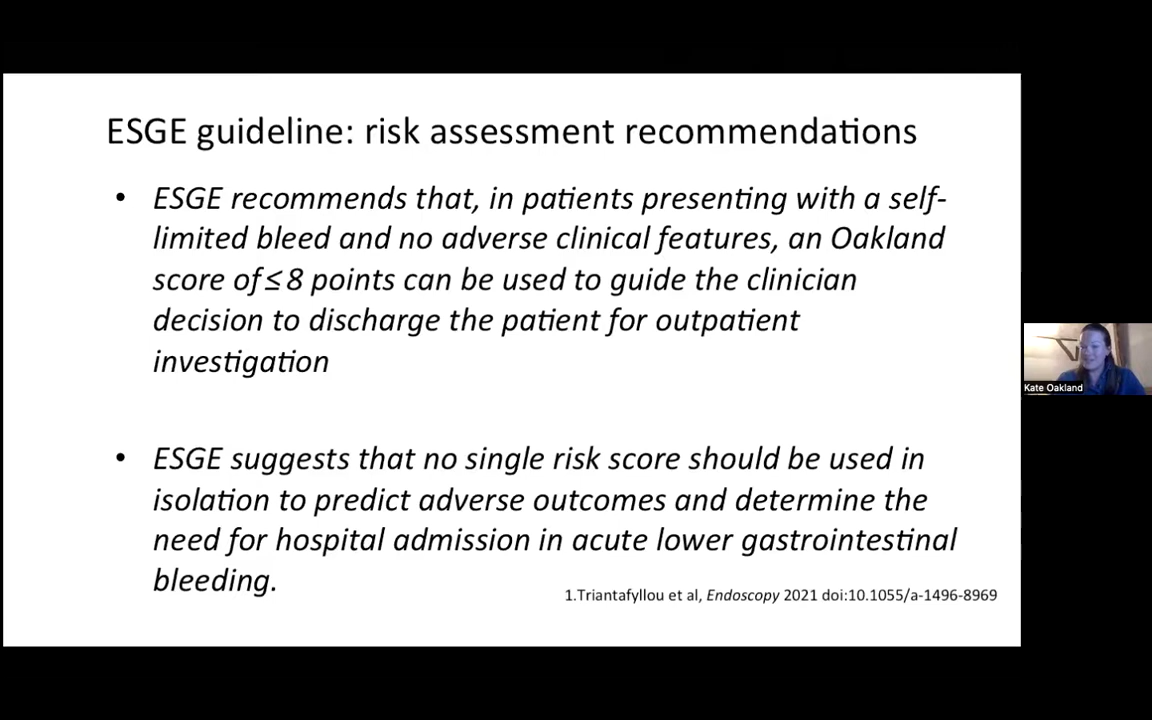 ESGE guideline: risk assessment recommendations
• ESGE recommends that, in patients presenting with a self-
limited bleed and no adverse clinical features, an Oakland
score of ≤ 8 points can be used to guide the clinician
decision to discharge the patient for outpatient
investigation
• ESGE suggests that no single risk score should be used in
isolation to predict adverse outcomes and determine the
need for hospital admission in acute lower gastrointestinal
bleeding.
1.Triantafyllou et al, Endoscopy 2021 doi:10.1055/a-1496-8969
Kate Oakland